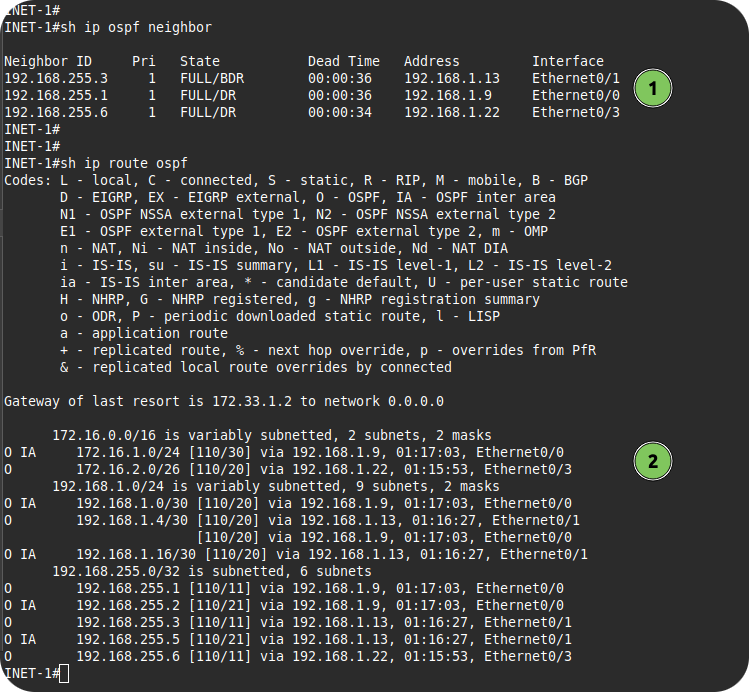 INET-1#
INET-1#sh ip ospf neighbor
Neighbor ID     Pri   State           Dead Time   Address         Interface
192.168.255.3     1   FULL/BDR        00:00:36    192.168.1.13    Ethernet0/1
192.168.255.1     1   FULL/DR         00:00:36    192.168.1.9     Ethernet0/0
192.168.255.6     1   FULL/DR         00:00:34    192.168.1.22    Ethernet0/3
1
INET-1#
INET-1#
INET-1#sh ip route ospf
Codes: L - local, C - connected, S - static, R - RIP, M - mobile, B - BGP
       D - EIGRP, EX - EIGRP external, O - OSPF, IA - OSPF inter area
       N1 - OSPF NSSA external type 1, N2 - OSPF NSSA external type 2
       E1 - OSPF external type 1, E2 - OSPF external type 2, m - OMP
       n - NAT, Ni - NAT inside, No - NAT outside, Nd - NAT DIA
       i - IS-IS, su - IS-IS summary, L1 - IS-IS level-1, L2 - IS-IS level-2
       ia - IS-IS inter area, * - candidate default, U - per-user static route
       H - NHRP, G - NHRP registered, g - NHRP registration summary
       o - ODR, P - periodic downloaded static route, l - LISP
       a - application route
       + - replicated route, % - next hop override, p - overrides from PfR
       & - replicated local route overrides by connected
Gateway of last resort is 172.33.1.2 to network 0.0.0.0
      172.16.0.0/16 is variably subnetted, 2 subnets, 2 masks
O IA     172.16.1.0/24 [110/30] via 192.168.1.9, 01:17:03, Ethernet0/0
O        172.16.2.0/26 [110/20] via 192.168.1.22, 01:15:53, Ethernet0/3
2
      192.168.1.0/24 is variably subnetted, 9 subnets, 2 masks
O IA     192.168.1.0/30 [110/20] via 192.168.1.9, 01:17:03, Ethernet0/0
O        192.168.1.4/30 [110/20] via 192.168.1.13, 01:16:27, Ethernet0/1
                        [110/20] via 192.168.1.9, 01:17:03, Ethernet0/0
O IA     192.168.1.16/30 [110/20] via 192.168.1.13, 01:16:27, Ethernet0/1
      192.168.255.0/32 is subnetted, 6 subnets
O        192.168.255.1 [110/11] via 192.168.1.9, 01:17:03, Ethernet0/0
O IA     192.168.255.2 [110/21] via 192.168.1.9, 01:17:03, Ethernet0/0
O        192.168.255.3 [110/11] via 192.168.1.13, 01:16:27, Ethernet0/1
O IA     192.168.255.5 [110/21] via 192.168.1.13, 01:16:27, Ethernet0/1
O        192.168.255.6 [110/11] via 192.168.1.22, 01:15:53, Ethernet0/3
INET-1#